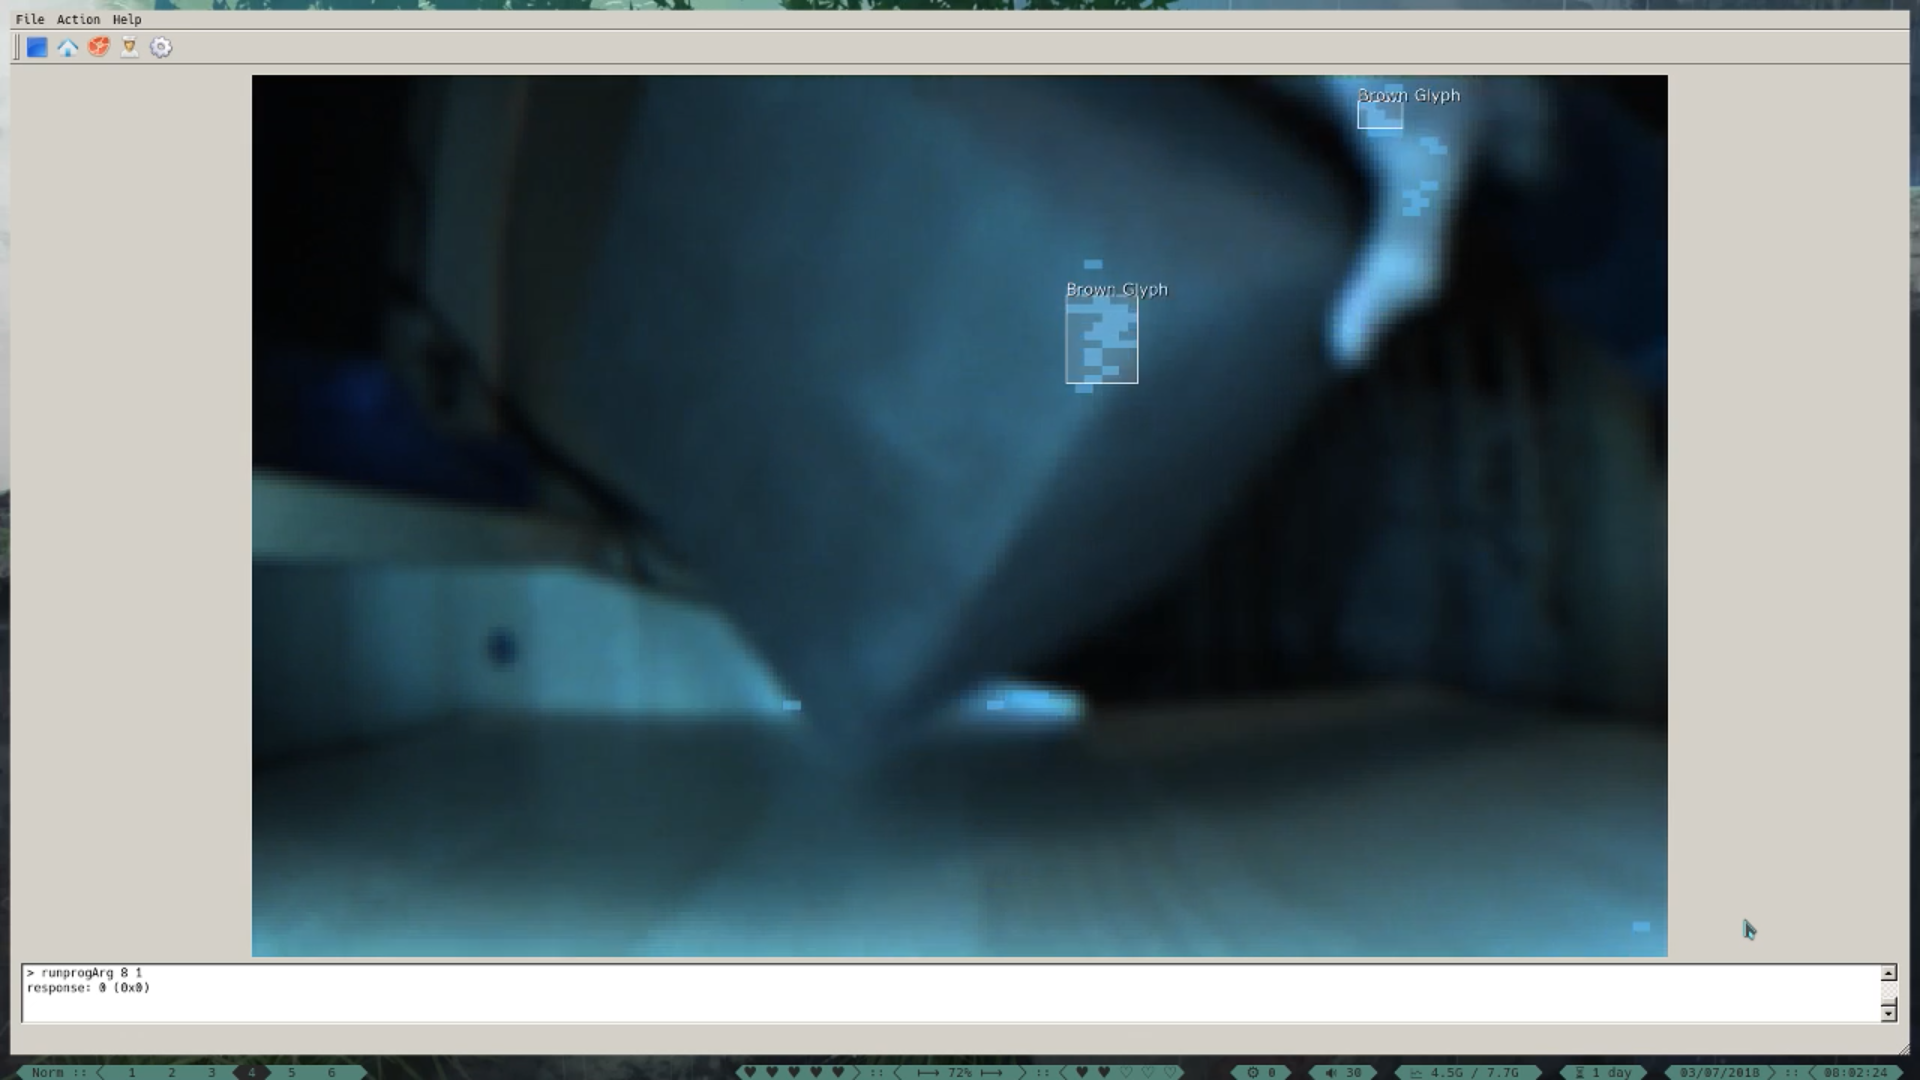 File Action Help
Brown Glyph
Brown Glyph
> runprogArg 8 1
response: 0 (0x0)
Norm :: 1 2 3 4 5 6 :: 72% :: 0 30 4.5G / 7.7G 1 day 03/07/2018 :: 08:02:24